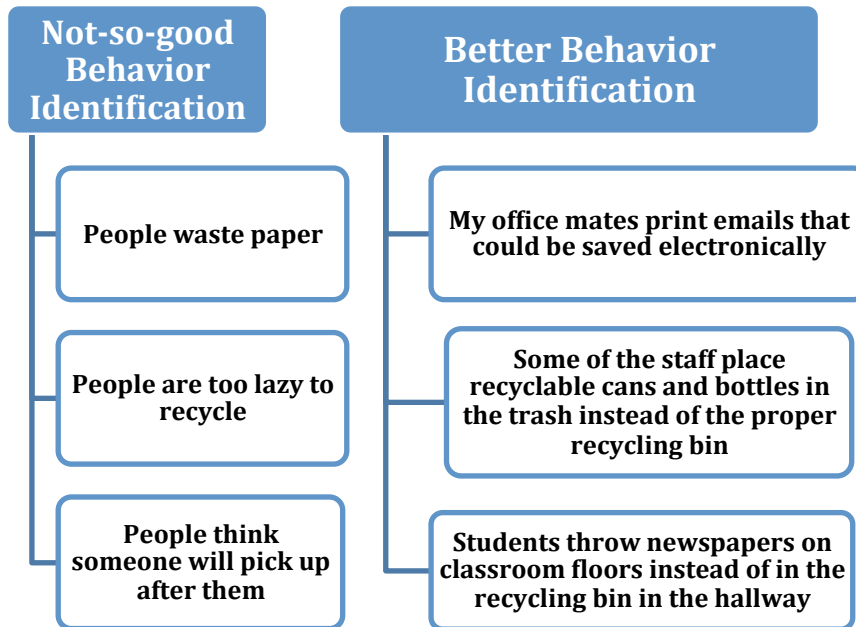 Not-so-good
Behavior
Identification
People waste paper
People are too lazy to
recycle
People think
someone will pick up
after them
Better Behavior
Identification
My office mates print emails that
could be saved electronically
Some of the staff place
recyclable cans and bottles in
the trash instead of the proper
recycling bin
Students throw newspapers on
classroom floors instead of in the
recycling bin in the hallway